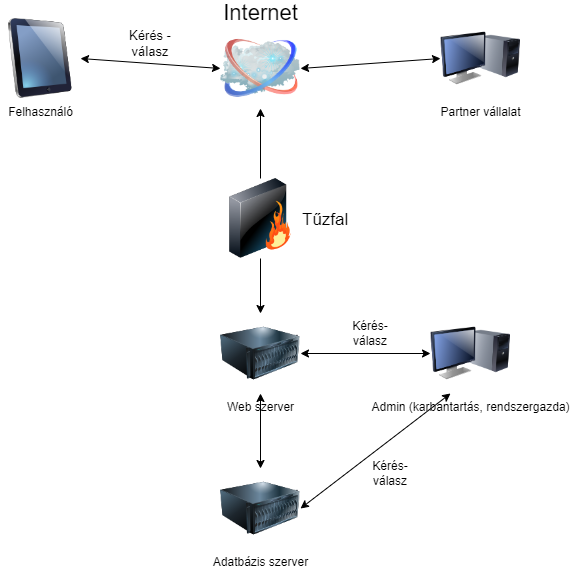 Internet
Kérés -
válasz
Felhasználó
Partner vállalat
Tűzfal
Kérés-
válasz
Web szerver
Admin (karbantartás, rendszergazda)
Kérés-
válasz
Adatbázis szerver